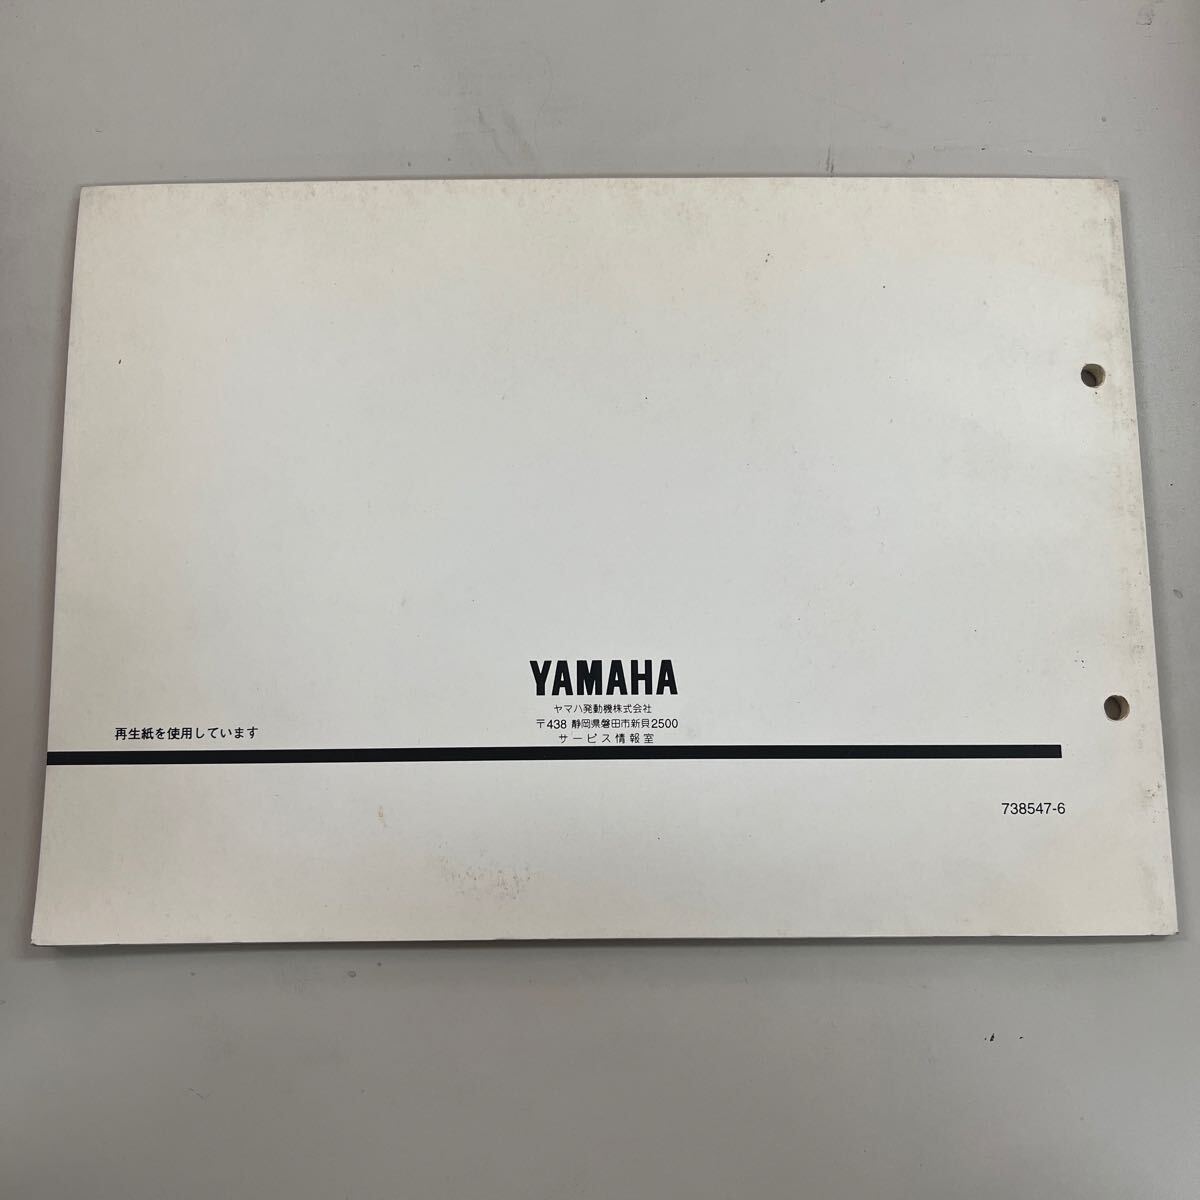 YAMAHA
ヤマハ発動機株式会社
〒438 静岡県磐田市新貝2500
サービス情報室
再生紙を使用しています
738547-6